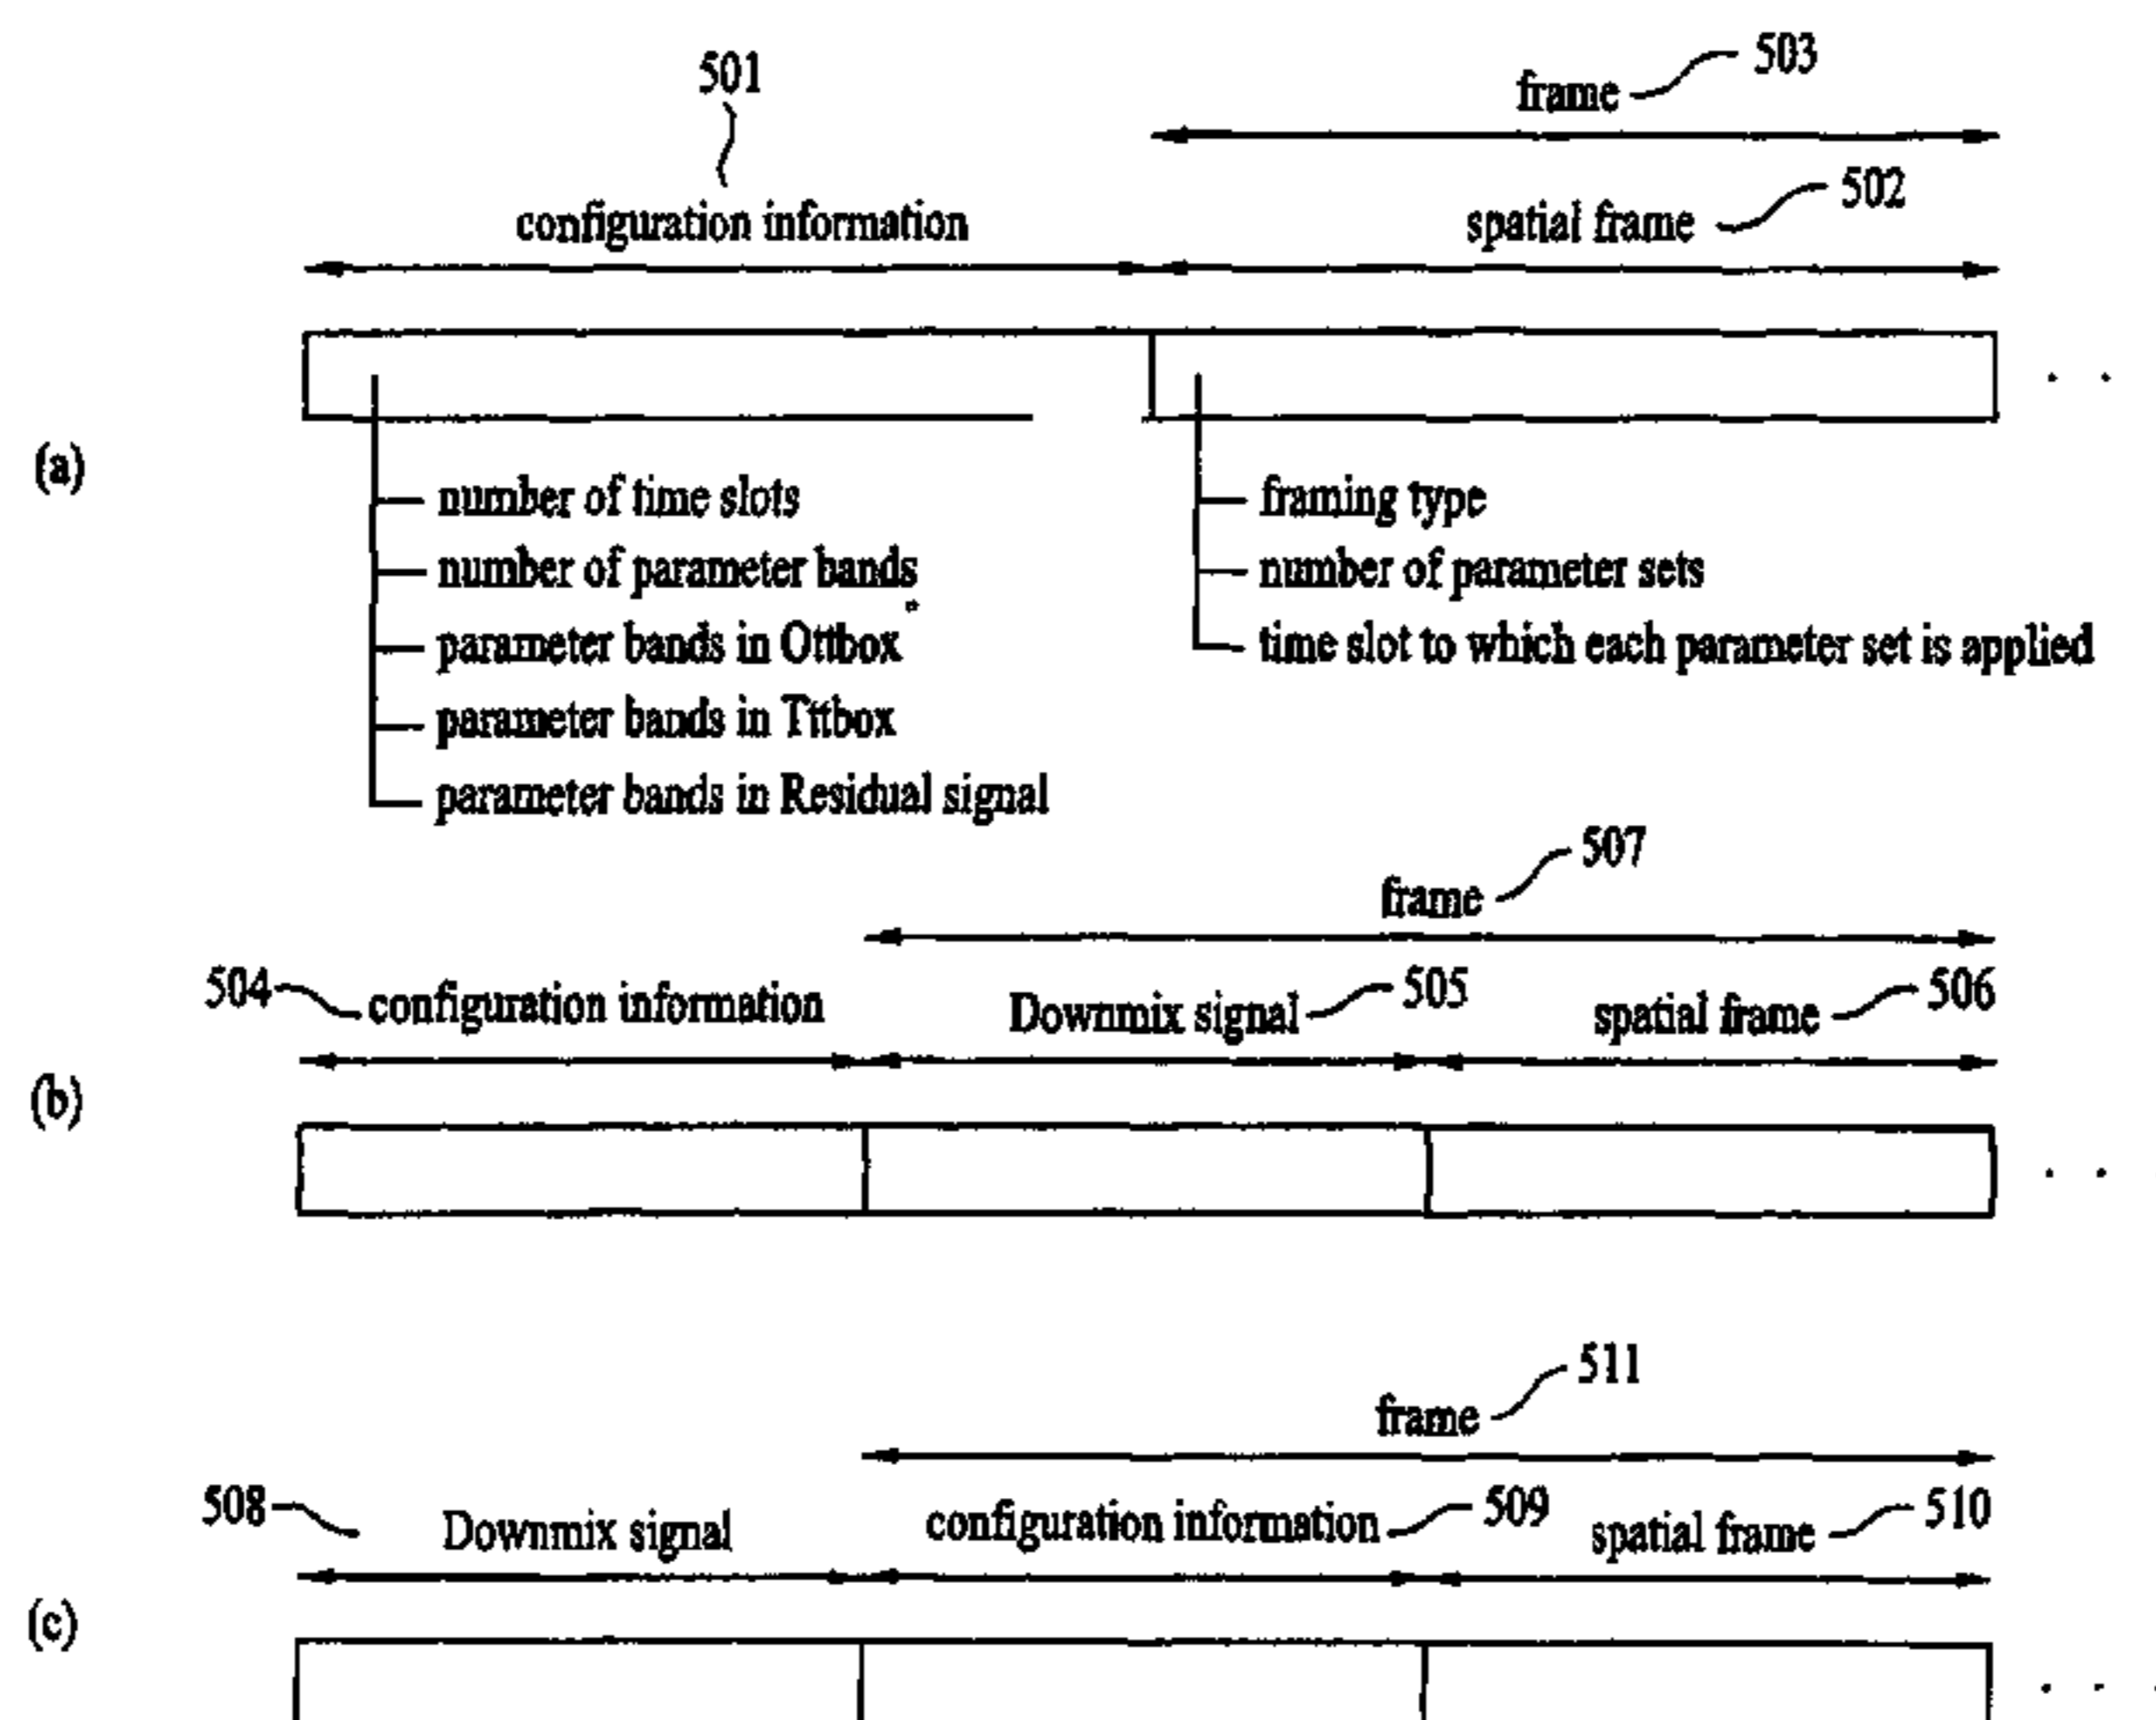 501
frame 503
configuration information
spatial frame 502
. .
(a)
number of time slots
number of parameter bands
parameter bands in Ottbox
parameter bands in Tttbox
parameter bands in Residual signal
framing type
number of parameter sets
time slot to which each parameter set is applied
frame 507
504 configuration information
Downmix signal 505
spatial frame 506
(b)
. .
frame 511
508 Downmix signal
configuration information 509
spatial frame 510
(c)
. . .